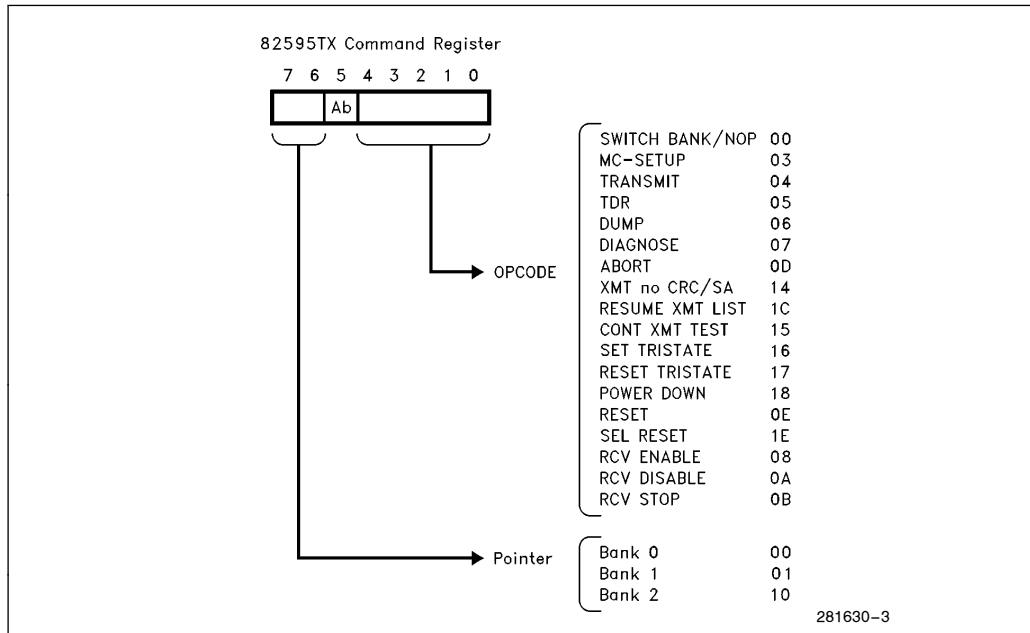 82595TX Command Register
7 6 5 4 3 2 1 0
Ab
SWITCH BANK/NOP 00
MC-SETUP 03
TRANSMIT 04
TDR 05
DUMP 06
DIAGNOSE 07
OPCODE
ABORT 0D
XMT no CRC/SA 14
RESUME XMT LIST 1C
CONT XMT TEST 15
SET TRISTATE 16
RESET TRISTATE 17
POWER DOWN 18
RESET 0E
SEL RESET 1E
RCV ENABLE 08
RCV DISABLE 0A
RCV STOP 0B
Pointer
Bank 0 00
Bank 1 01
Bank 2 10
281630-3